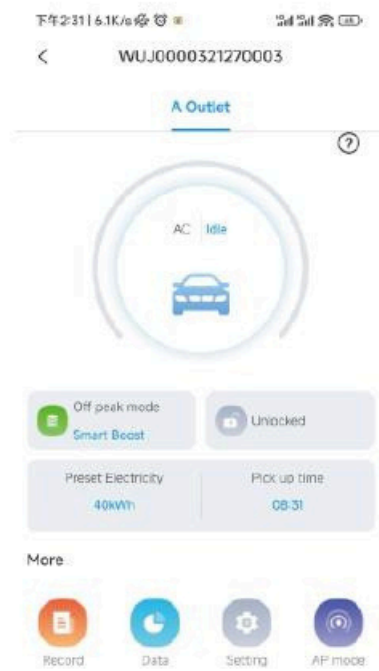 下午2:31 | 6.1K/s
WUJ0000321270003
A Outlet
?
AC Idle
Off peak mode
Smart Boost
Unlocked
Preset Electricity
Pick up time
40kWh
08:31
More
Record Data Setting AP mode